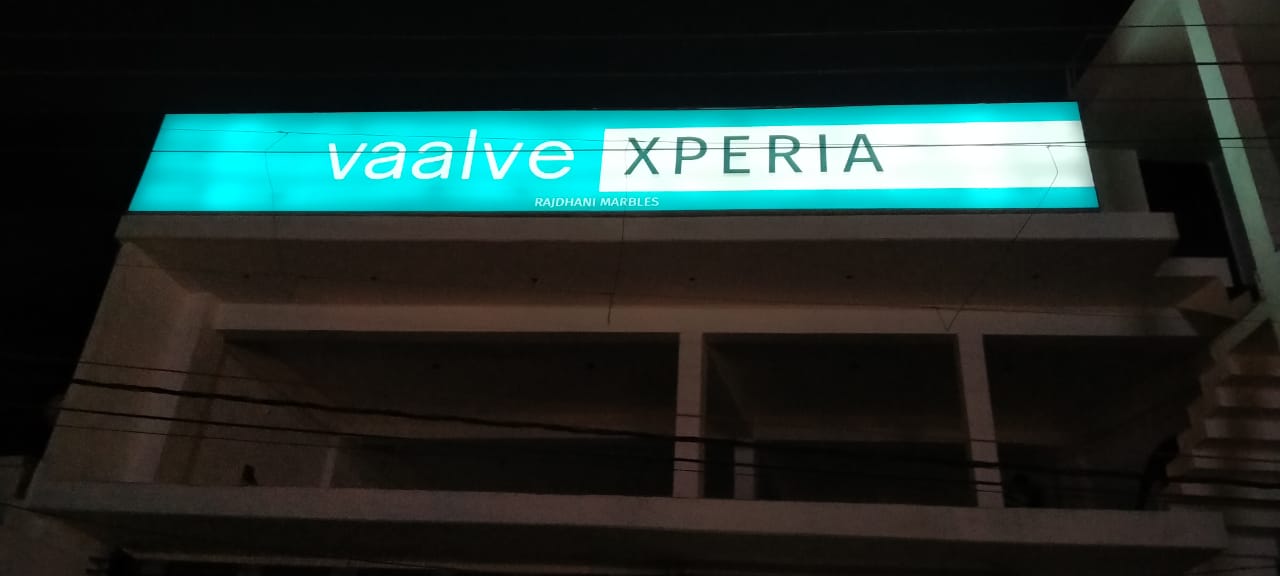 vaalve XPERIA
RAJDHANI MARBLES